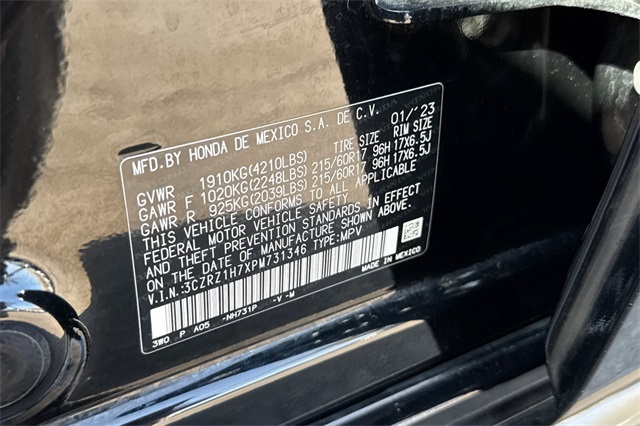 MFD.BY HONDA DE MEXICO S.A. DE C.V. 01/'23
TIRE SIZE RIM SIZE
GVWR 1910KG(4210LBS)
GAWR F 1020KG(2248LBS) 215/60R17 96H 17X6.5J
GAWR R 925KG(2039LBS) 215/60R17 96H 17X6.5J
THIS VEHICLE CONFORMS TO ALL APPLICABLE
FEDERAL MOTOR VEHICLE SAFETY
AND THEFT PREVENTION STANDARDS IN EFFECT
ON THE DATE OF MANUFACTURE SHOWN ABOVE.
V.I.N:3CZRZ1H7XPM731346 TYPE:MPV
3W0 P A05 -NH731P -V -M
MADE IN MEXICO